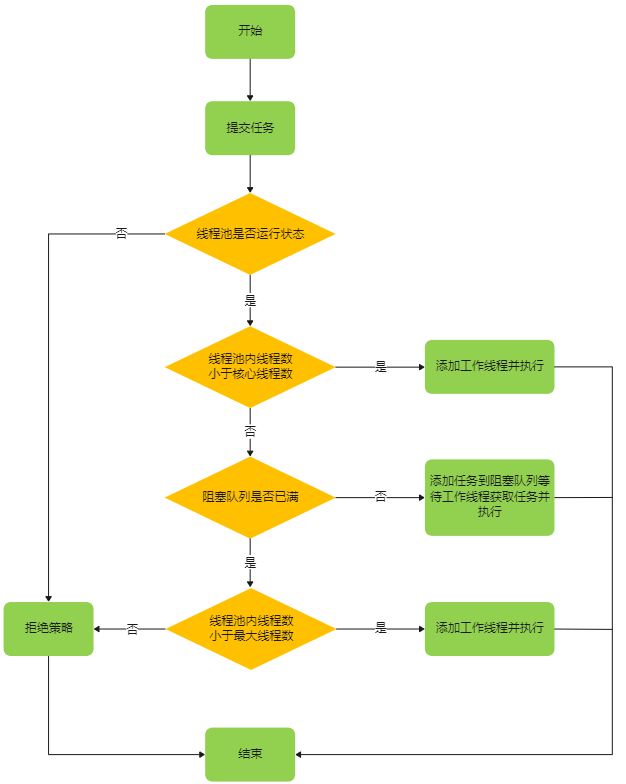 开始
提交任务
线程池是否运行状态
否
是
线程池内线程数
小于核心线程数
是
添加工作线程并执行
否
阻塞队列是否已满
否
添加任务到阻塞队列等
待工作线程获取任务并
执行
是
线程池内线程数
小于最大线程数
否
拒绝策略
是
添加工作线程并执行
结束